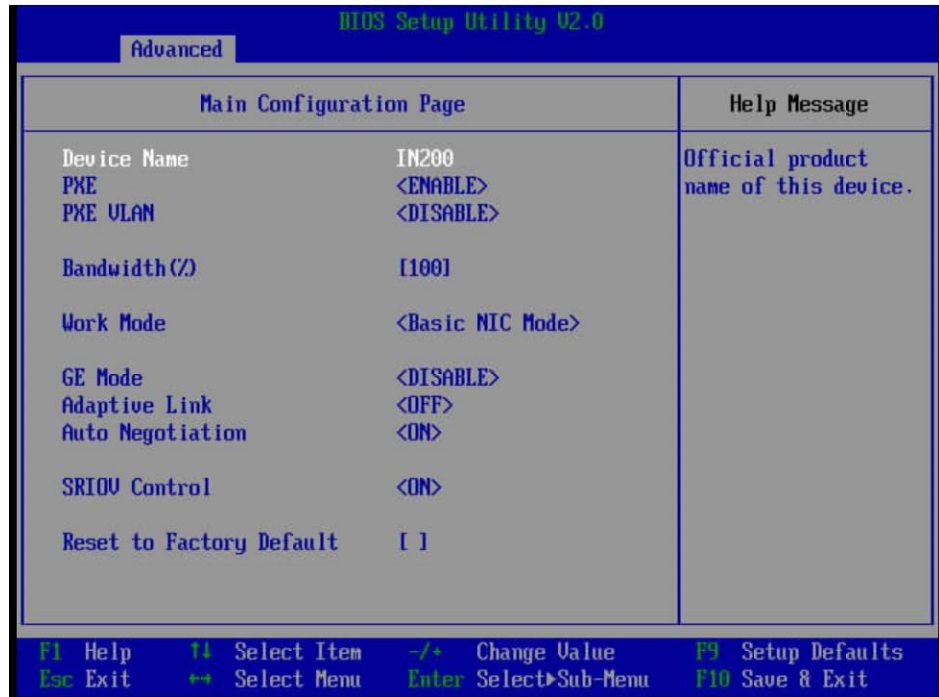 BIOS Setup Utility V2.0
Advanced
Main Configuration Page
Help Message
Device Name IN200
PXE <ENABLE>
PXE VLAN <DISABLE>
Bandwidth(%) [100]
Work Mode <Basic NIC Mode>
GE Mode <DISABLE>
Adaptive Link <OFF>
Auto Negotiation <ON>
SRIOV Control <ON>
Reset to Factory Default [ ]
Official product
name of this device.
F1 Help ↑↓ Select Item -/+ Change Value F9 Setup Defaults
Esc Exit ←→ Select Menu Enter Select▶Sub-Menu F10 Save & Exit